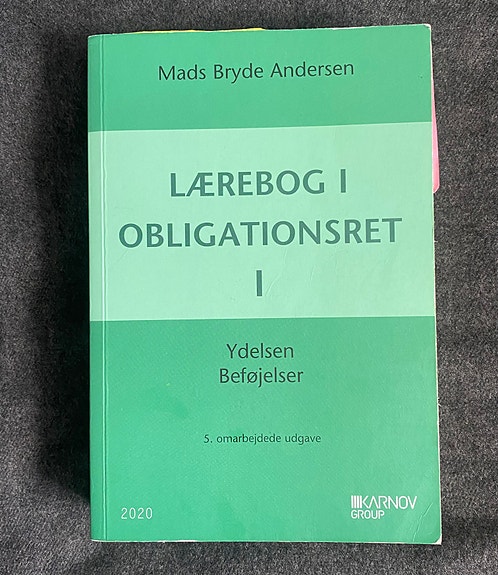 Mads Bryde Andersen
LÆREBOG I
OBLIGATIONSRET
I
Ydelsen
Beføjelser
5. omarbejdede udgave
2020
KARNOV
GROUP